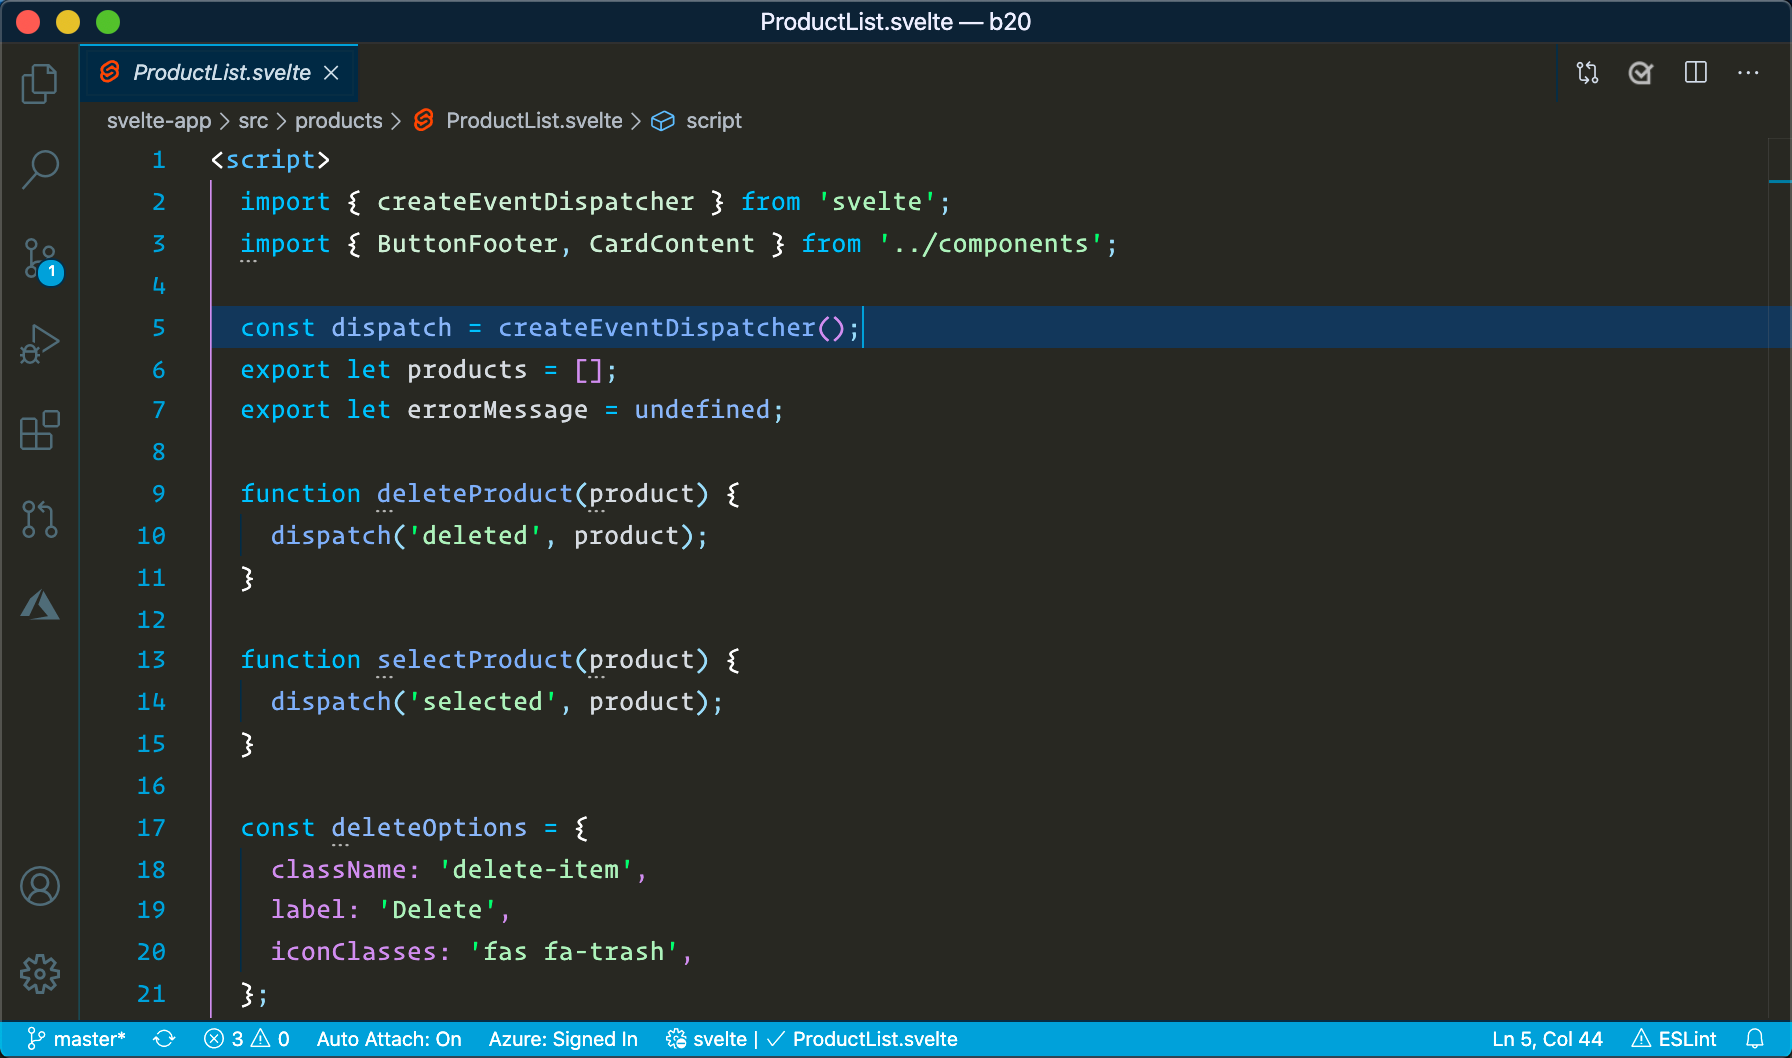 ProductList.svelte — b20
ProductList.svelte
svelte-app > src > products > ProductList.svelte > script
1 <script>
2 import { createEventDispatcher } from 'svelte';
3 import { ButtonFooter, CardContent } from '../components';
4
5 const dispatch = createEventDispatcher();
6 export let products = [];
7 export let errorMessage = undefined;
8
9 function deleteProduct(product) {
10 dispatch('deleted', product);
11 }
12
13 function selectProduct(product) {
14 dispatch('selected', product);
15 }
16
17 const deleteOptions = {
18 className: 'delete-item',
19 label: 'Delete',
20 iconClasses: 'fas fa-trash',
21 };
1
master* 3 0 Auto Attach: On Azure: Signed In svelte | ✓ ProductList.svelte Ln 5, Col 44 ESLint